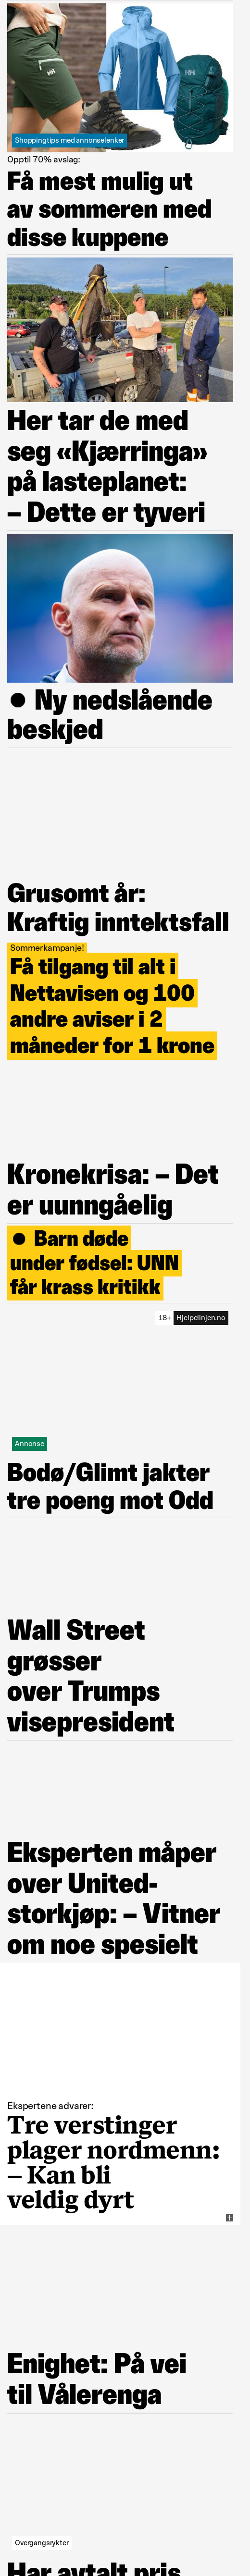 HH
HH
Shoppingtips med annonselenker
Opptil 70% avslag:
Få mest mulig ut
av sommeren med
disse kuppene
Her tar de med
seg «Kjærringa»
på lasteplanet:
– Dette er tyveri
● Ny nedslående
beskjed
Grusomt år:
Kraftig inntektsfall
Sommerkampanje!
Få tilgang til alt i
Nettavisen og 100
andre aviser i 2
måneder for 1 krone
Kronekrisa: – Det
er uunngåelig
● Barn døde
under fødsel: UNN
får krass kritikk
18+ Hjelpelinjen.no
Annonse
Bodø/Glimt jakter
tre poeng mot Odd
Wall Street
grøsser
over Trumps
visepresident
Eksperten måper
over United-
storkjøp: – Vitner
om noe spesielt
Ekspertene advarer:
Tre verstinger
plager nordmenn:
– Kan bli
veldig dyrt
Enighet: På vei
til Vålerenga
Overgangsrykter
Har avtalt pris